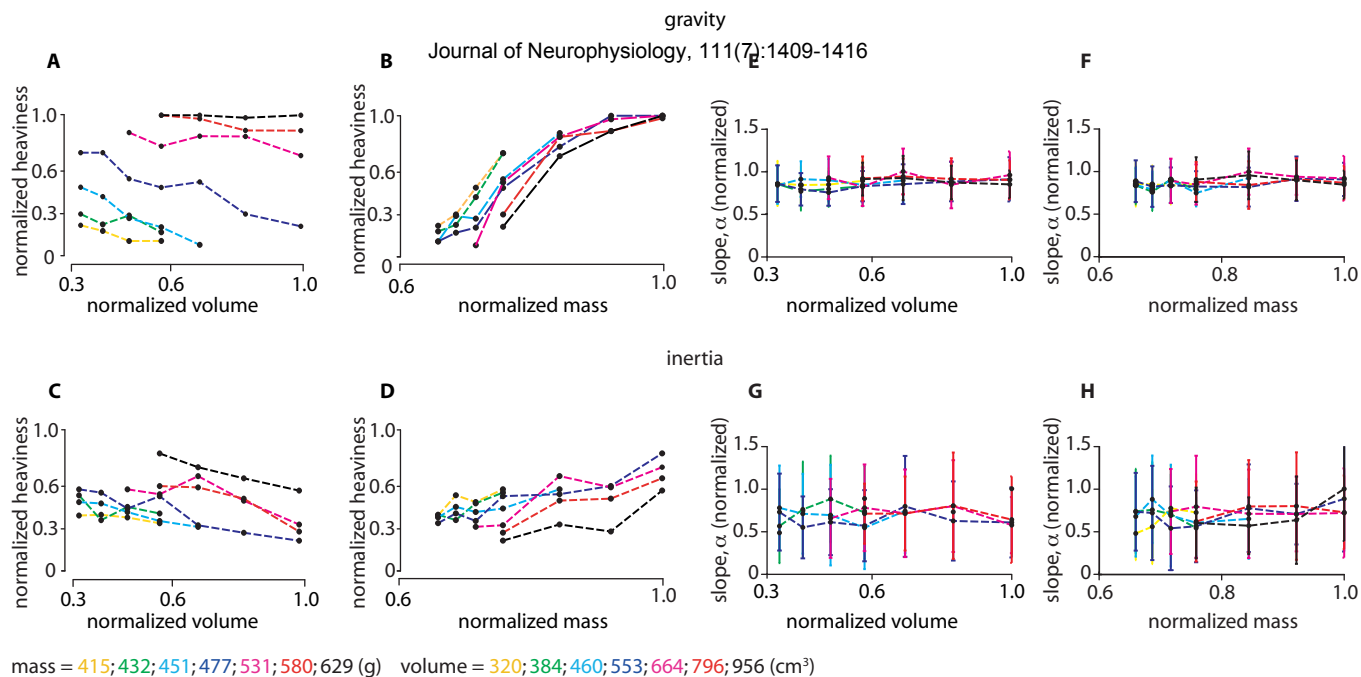 gravity
Journal of Neurophysiology, 111(7):1409-1416
A
normalized heaviness
1.0
0.6
0.3
0
0.3
0.6
1.0
normalized volume
B
normalized heaviness
1.0
0.6
0.3
0
0.6
1.0
normalized mass
E
slope, α (normalized)
1.5
1.0
0.5
0
0.3
0.6
1.0
normalized volume
F
slope, α (normalized)
1.5
1.0
0.5
0
0.6
0.8
1.0
normalized mass
inertia
C
normalized heaviness
1.0
0.6
0.3
0
0.3
0.6
1.0
normalized volume
D
normalized heaviness
1.0
0.6
0.3
0
0.6
1.0
normalized mass
G
slope, α (normalized)
1.5
1.0
0.5
0
0.3
0.6
1.0
normalized volume
H
slope, α (normalized)
1.5
1.0
0.5
0
0.6
0.8
1.0
normalized mass
mass = 415; 432; 451; 477; 531; 580; 629 (g) volume = 320; 384; 460; 553; 664; 796; 956 (cm³)